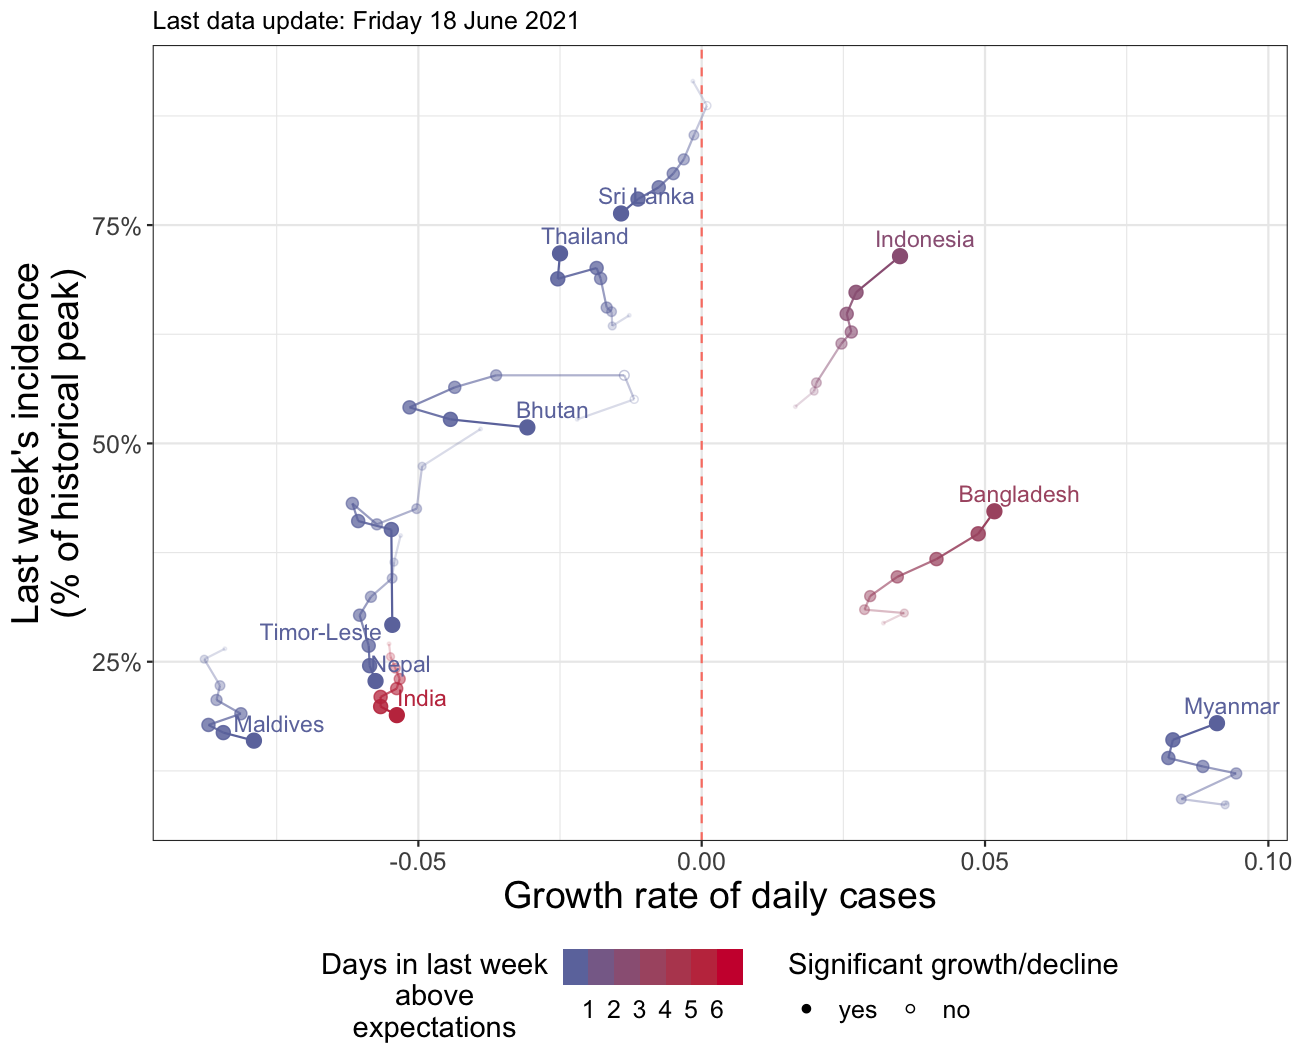 Last data update: Friday 18 June 2021
Last week's incidence
(% of historical peak)
75%
50%
25%
Sri Lanka
Thailand
Indonesia
Bhutan
Bangladesh
Timor-Leste
Nepal
India
Maldives
Myanmar
-0.05 0.00 0.05 0.10
Growth rate of daily cases
Days in last week
above
expectations
1 2 3 4 5 6
Significant growth/decline
yes no